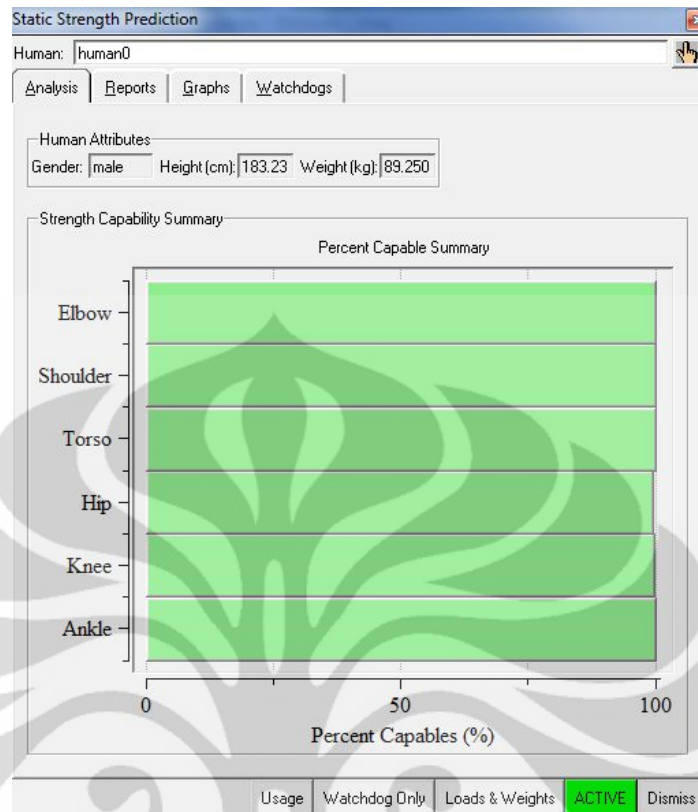 Static Strength Prediction
Human: human0
Analysis Reports Graphs Watchdogs
Human Attributes
Gender: male Height (cm): 183.23 Weight (kg): 89.250
Strength Capability Summary
Percent Capable Summary
Elbow
Shoulder
Torso
Hip
Knee
Ankle
0 50 100
Percent Capables (%)
Usage Watchdog Only Loads & Weights ACTIVE Dismiss